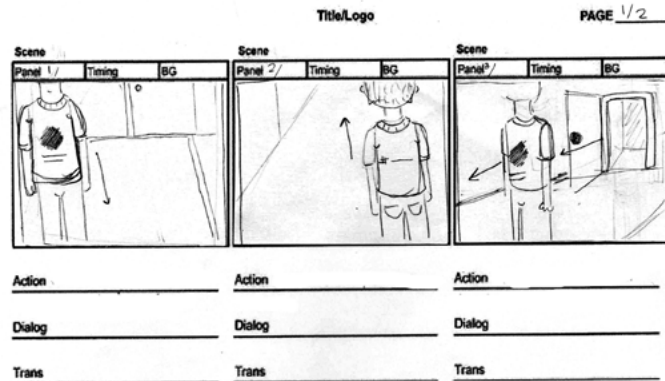 Title/Logo
PAGE 1/2
Scene Scene Scene
Panel 1/ Timing BG Panel 2/ Timing BG Panel 3/ Timing BG
Action Action Action
Dialog Dialog Dialog
Trans Trans Trans